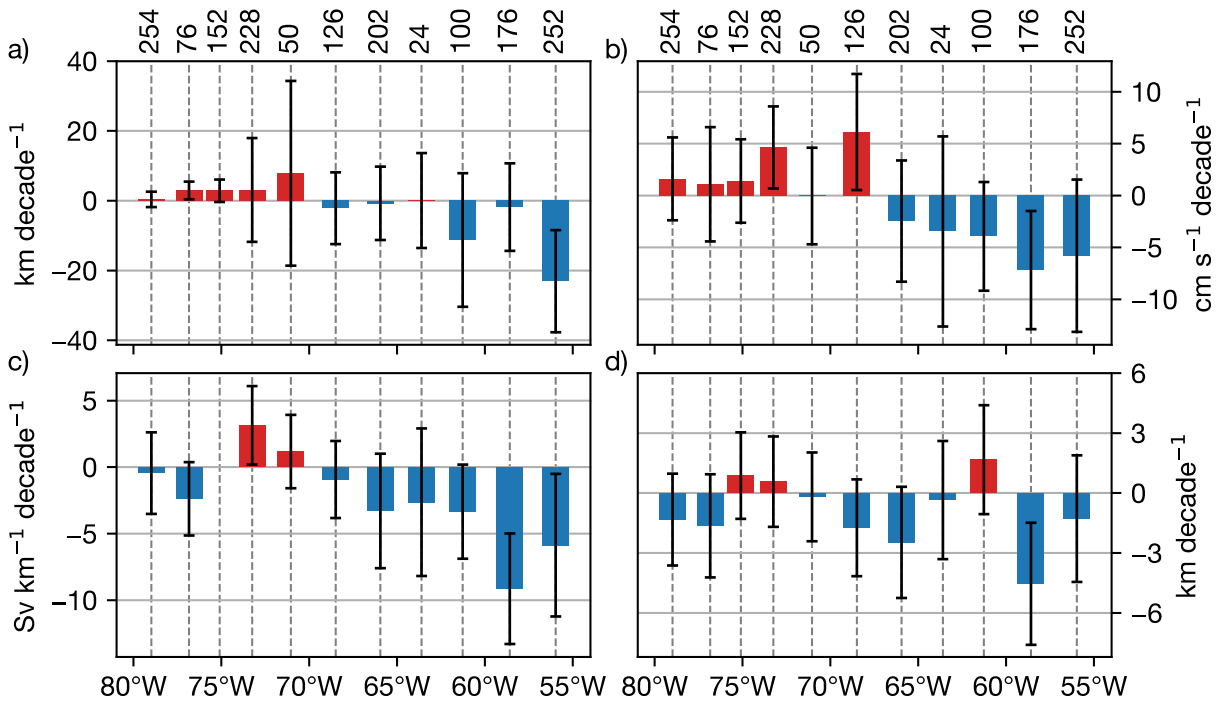 254 76 152 228 50 126 202 24 100 176 252
254 76 152 228 50 126 202 24 100 176 252
a)
b)
40
20
0
−20
−40
km decade⁻¹
10
5
0
−5
−10
cm s⁻¹ decade⁻¹
c)
d)
5
0
−5
−10
Sv km⁻¹ decade⁻¹
6
3
0
−3
−6
km decade⁻¹
80°W 75°W 70°W 65°W 60°W 55°W
80°W 75°W 70°W 65°W 60°W 55°W